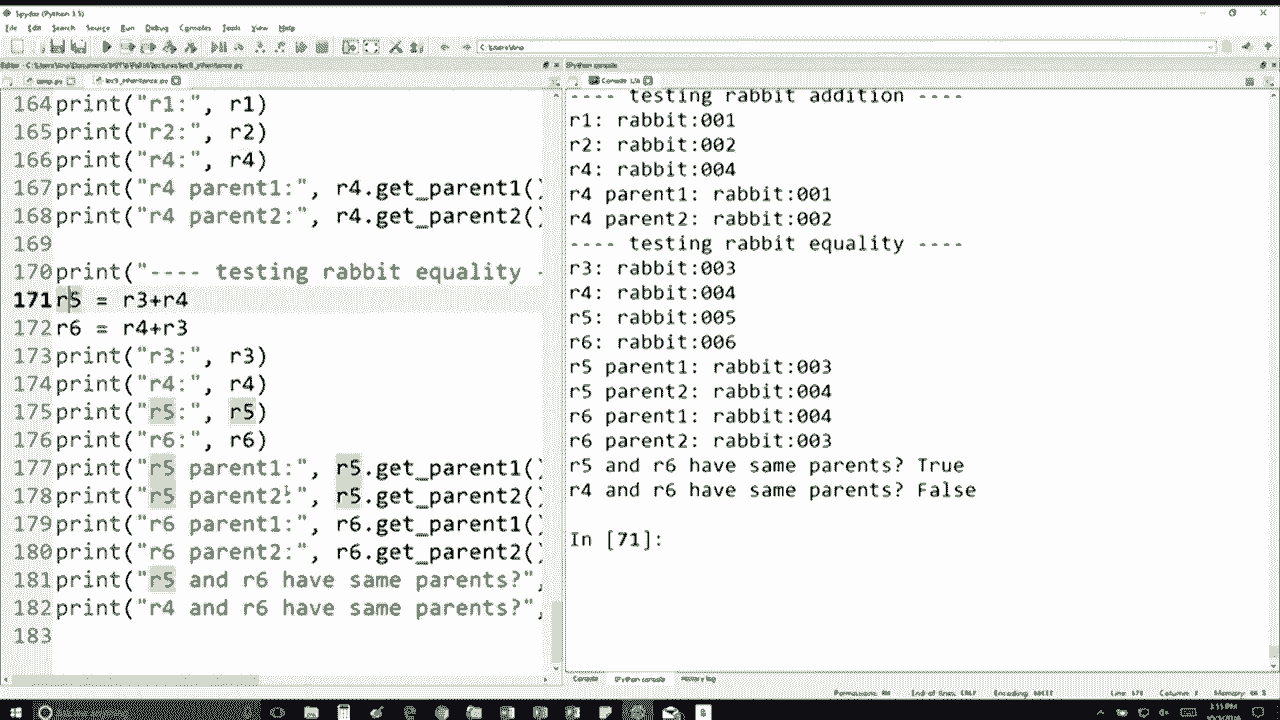 Spyder (Python 3.5)
File Edit Search Source Run Debug Consoles Tools View Help
Editor - IPython console
temp.py lec9_inheritance.py Console 1/A
164 print("r1:", r1)
165 print("r2:", r2)
166 print("r4:", r4)
167 print("r4 parent1:", r4.get_parent1()
168 print("r4 parent2:", r4.get_parent2()
169
170 print("---- testing rabbit equality -
171 r5 = r3+r4
172 r6 = r4+r3
173 print("r3:", r3)
174 print("r4:", r4)
175 print("r5:", r5)
176 print("r6:", r6)
177 print("r5 parent1:", r5.get_parent1()
178 print("r5 parent2:", r5.get_parent2()
179 print("r6 parent1:", r6.get_parent1()
180 print("r6 parent2:", r6.get_parent2()
181 print("r5 and r6 have same parents?",
182 print("r4 and r6 have same parents?",
183
---- testing rabbit addition ----
r1: rabbit:001
r2: rabbit:002
r4: rabbit:004
r4 parent1: rabbit:001
r4 parent2: rabbit:002
---- testing rabbit equality ----
r3: rabbit:003
r4: rabbit:004
r5: rabbit:005
r6: rabbit:006
r5 parent1: rabbit:003
r5 parent2: rabbit:004
r6 parent1: rabbit:004
r6 parent2: rabbit:003
r5 and r6 have same parents? True
r4 and r6 have same parents? False
In [71]:
Console IPython console History log
Permissions: RW End of lines: CRLF Line: 171 Column: 2